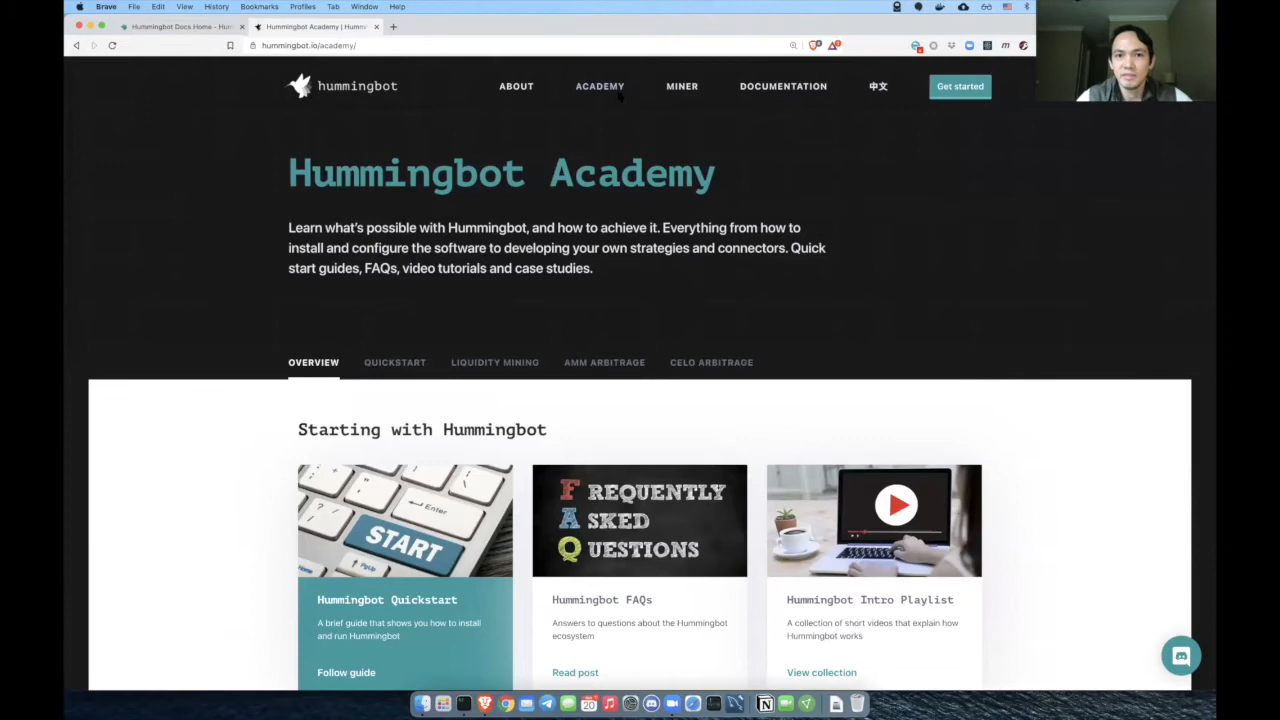 Brave File Edit View History Bookmarks Profiles Tab Window Help
Hummingbot Docs Home - Hum
Hummingbot Academy | Humm
hummingbot.io/academy/
hummingbot
ABOUT
ACADEMY
MINER
DOCUMENTATION
中文
Get started
Hummingbot Academy
Learn what's possible with Hummingbot, and how to achieve it. Everything from how to
install and configure the software to developing your own strategies and connectors. Quick
start guides, FAQs, video tutorials and case studies.
OVERVIEW
QUICKSTART
LIQUIDITY MINING
AMM ARBITRAGE
CELO ARBITRAGE
Starting with Hummingbot
Enter
START
PgUp
Home
FREQUENTLY
ASKED
QUESTIONS
Hummingbot Quickstart
A brief guide that shows you how to install
and run Hummingbot
Follow guide
Hummingbot FAQs
Answers to questions about the Hummingbot
ecosystem
Read post
Hummingbot Intro Playlist
A collection of short videos that explain how
Hummingbot works
View collection
20